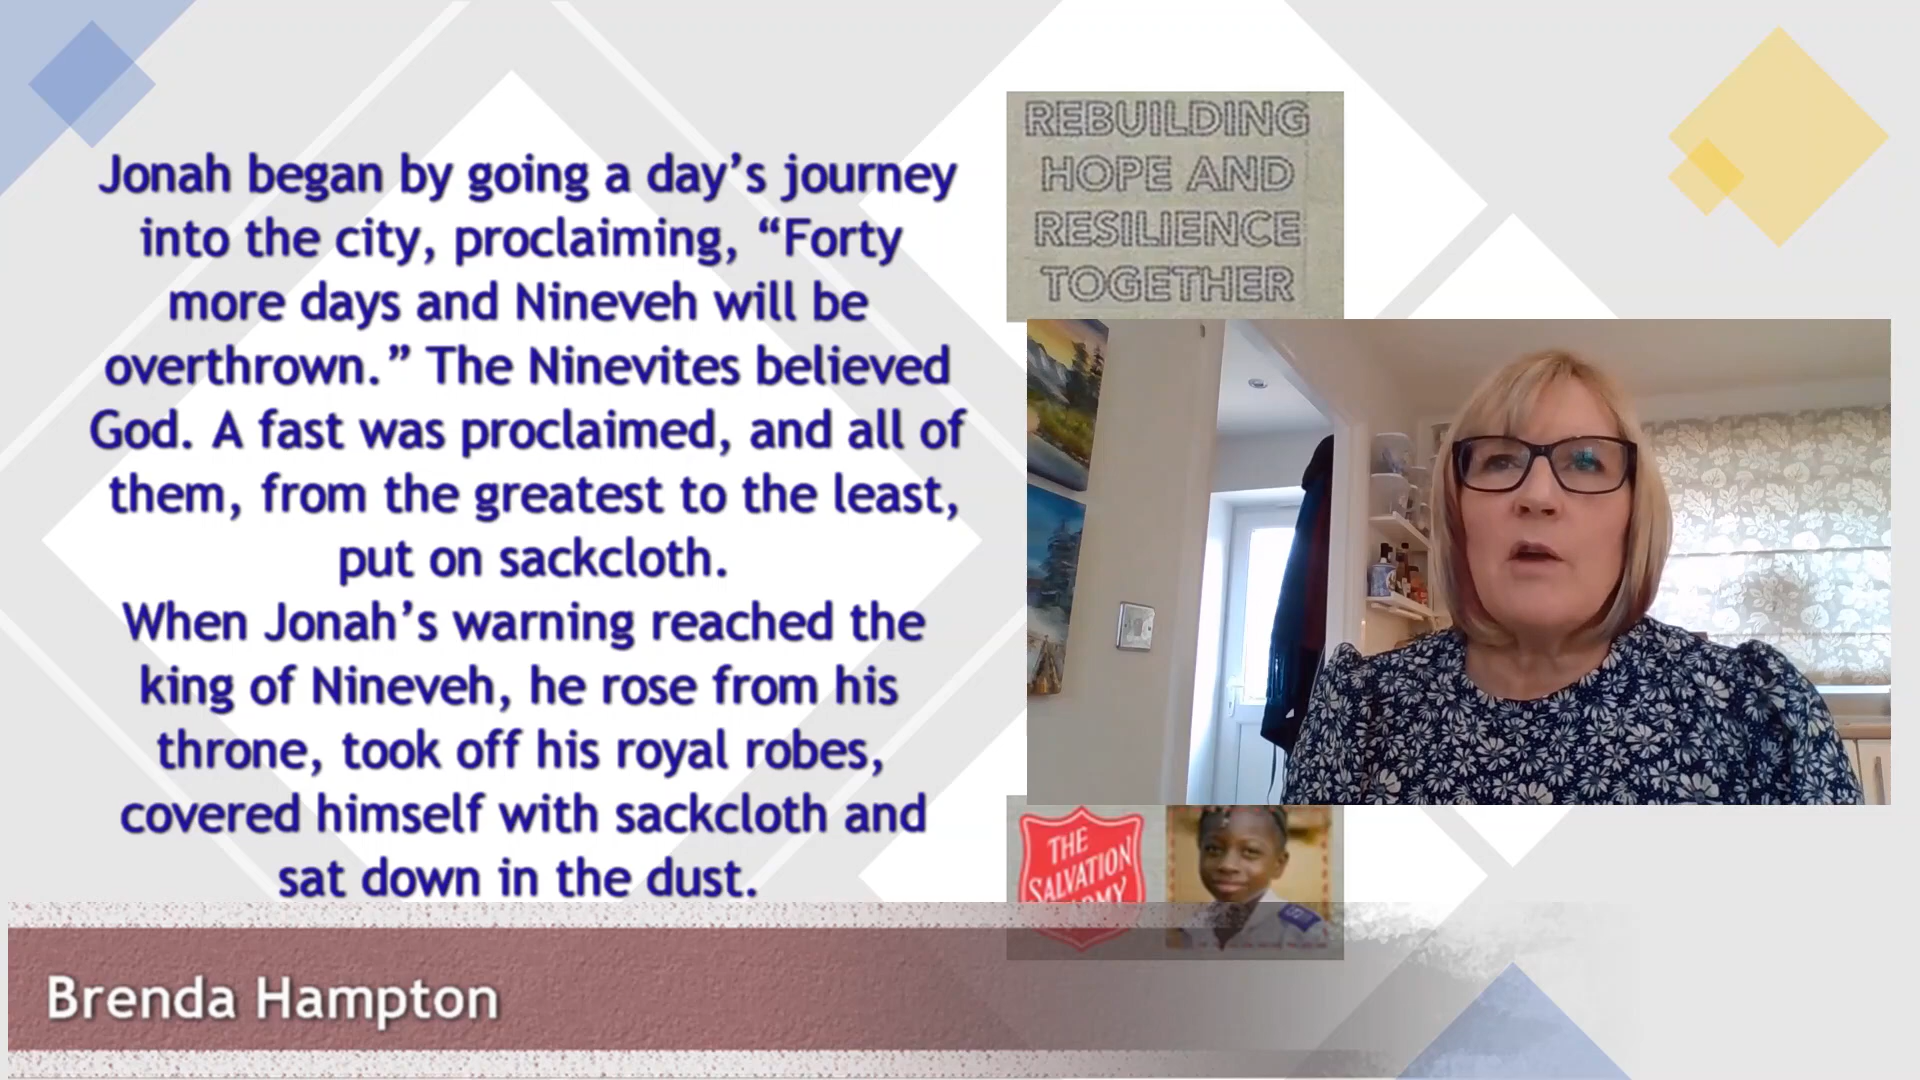 Jonah began by going a day’s journey
into the city, proclaiming, “Forty
more days and Nineveh will be
overthrown.” The Ninevites believed
God. A fast was proclaimed, and all of
them, from the greatest to the least,
put on sackcloth.
When Jonah’s warning reached the
king of Nineveh, he rose from his
throne, took off his royal robes,
covered himself with sackcloth and
sat down in the dust.
REBUILDING
HOPE AND
RESILIENCE
TOGETHER
THE
SALVATION
ARMY
Brenda Hampton